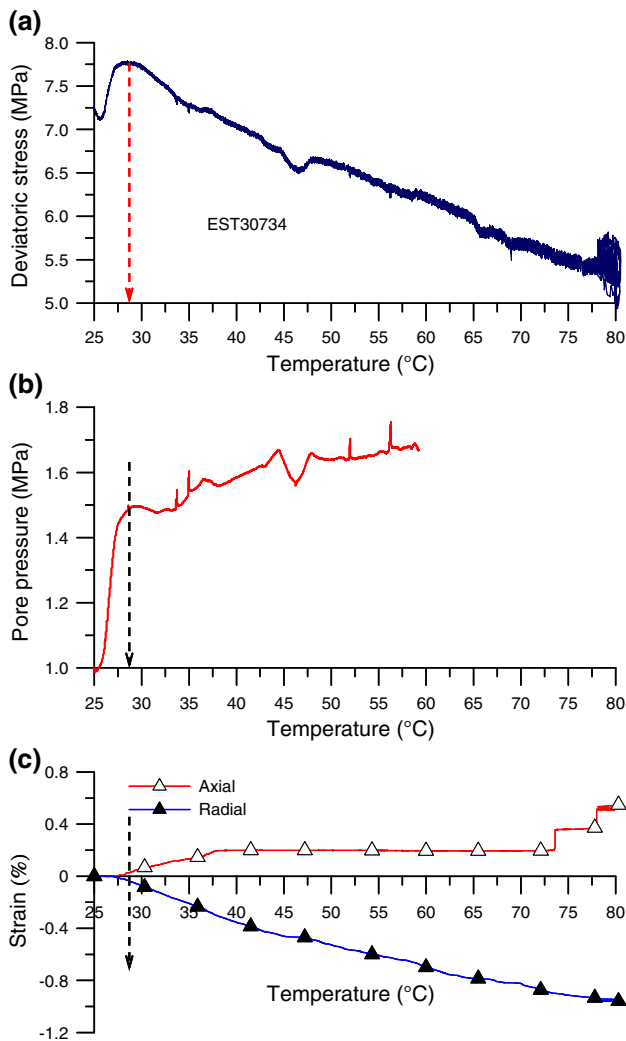 (a)
8.0
7.5
7.0
6.5
6.0
5.5
5.0
Deviatoric stress (MPa)
EST30734
25 30 35 40 45 50 55 60 65 70 75 80
Temperature (°C)
(b)
1.8
1.6
1.4
1.2
1.0
Pore pressure (MPa)
25 30 35 40 45 50 55 60 65 70 75 80
Temperature (°C)
(c)
0.8
0.4
0
-0.4
-0.8
-1.2
Strain (%)
Axial
Radial
25 30 35 40 45 50 55 60 65 70 75 80
Temperature (°C)